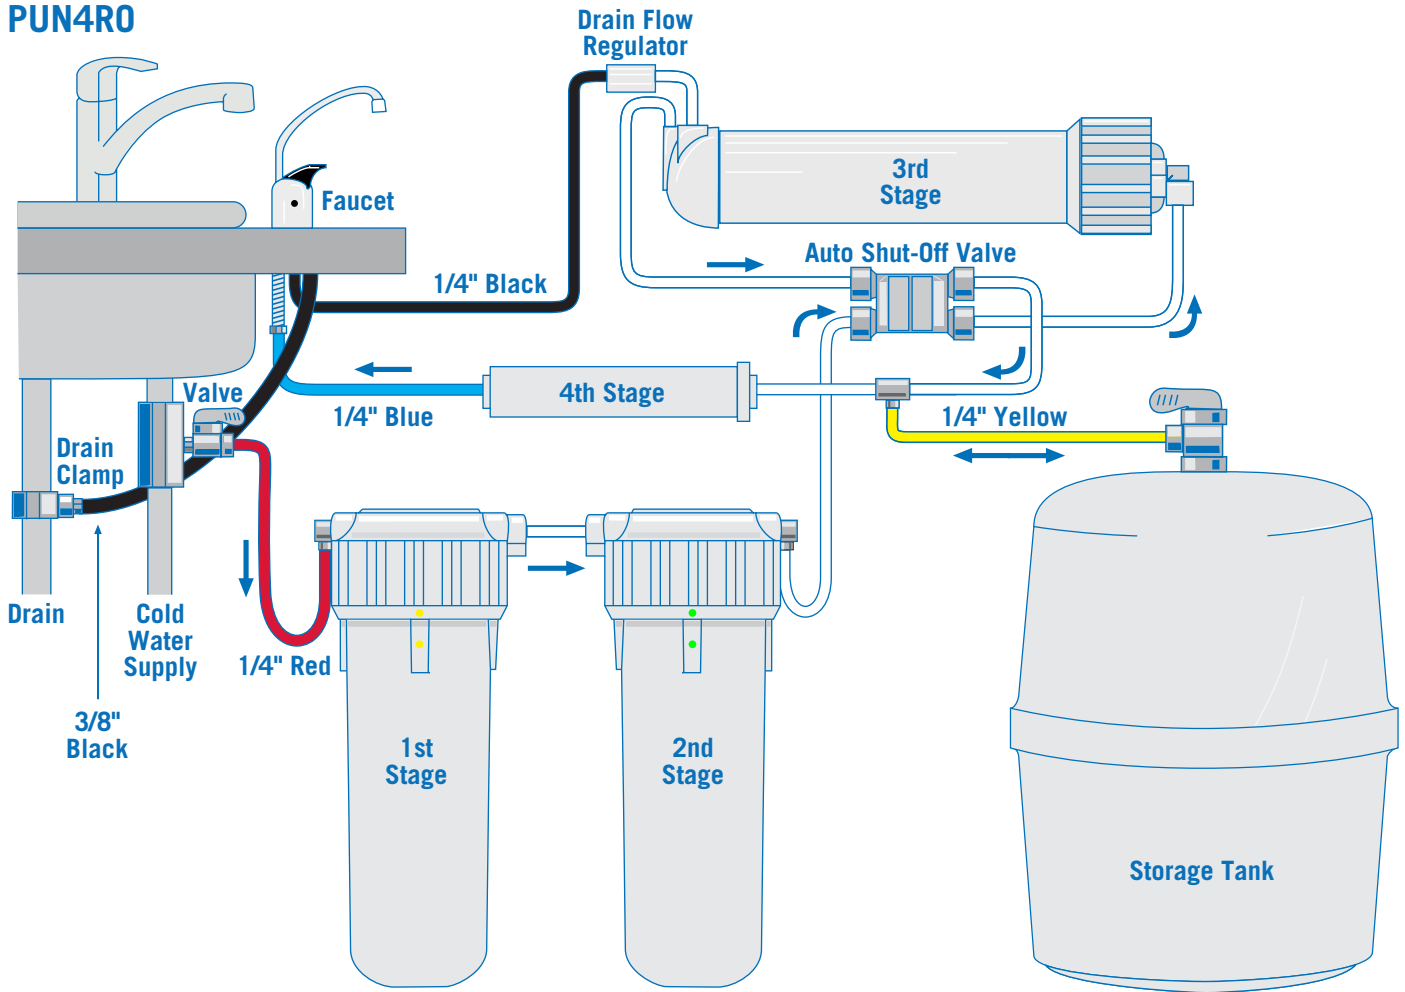 PUN4RO
Drain Flow
Regulator
3rd
Stage
Faucet
Auto Shut-Off Valve
1/4" Black
Valve
4th Stage
1/4" Blue
1/4" Yellow
Drain
Clamp
Drain
Cold
Water
Supply
1/4" Red
3/8"
Black
1st
Stage
2nd
Stage
Storage Tank